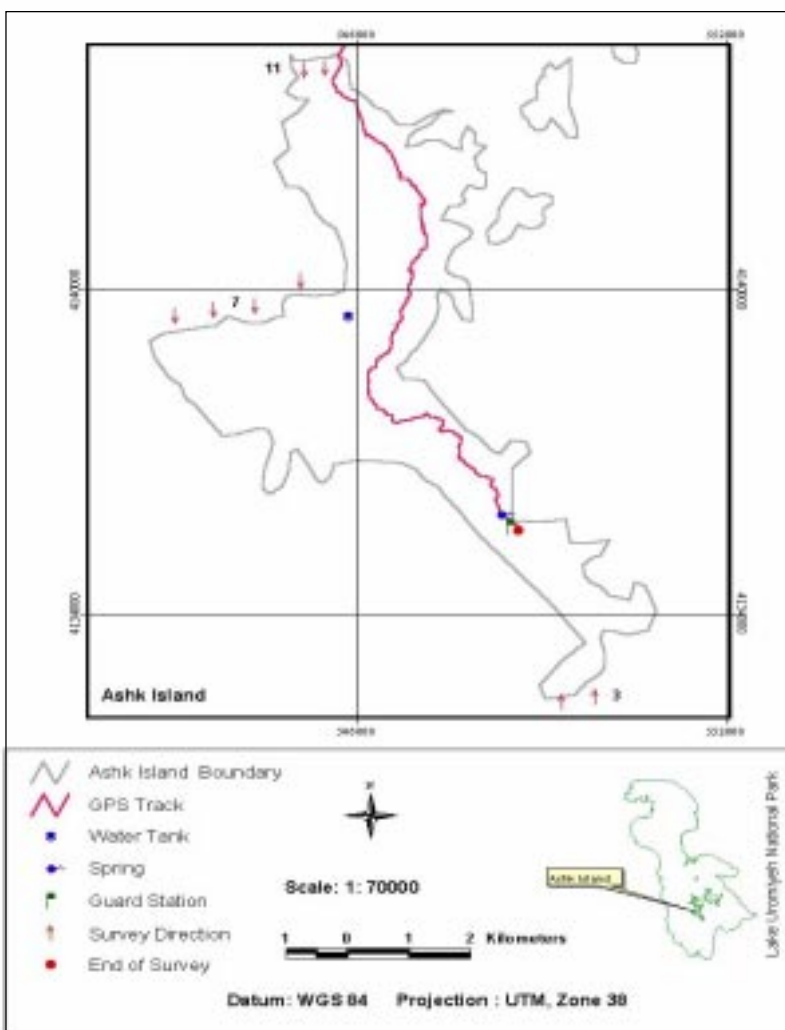 11
7
3
4134000
Ashk Island
Ashk Island Boundary
GPS Track
Water Tank
Spring
Guard Station
Survey Direction
End of Survey
Scale: 1: 70000
1 0 1 2 Kilometers
Datum: WGS 84 Projection : UTM, Zone 38
Ashk Island
Lake Uromiyeh National Park